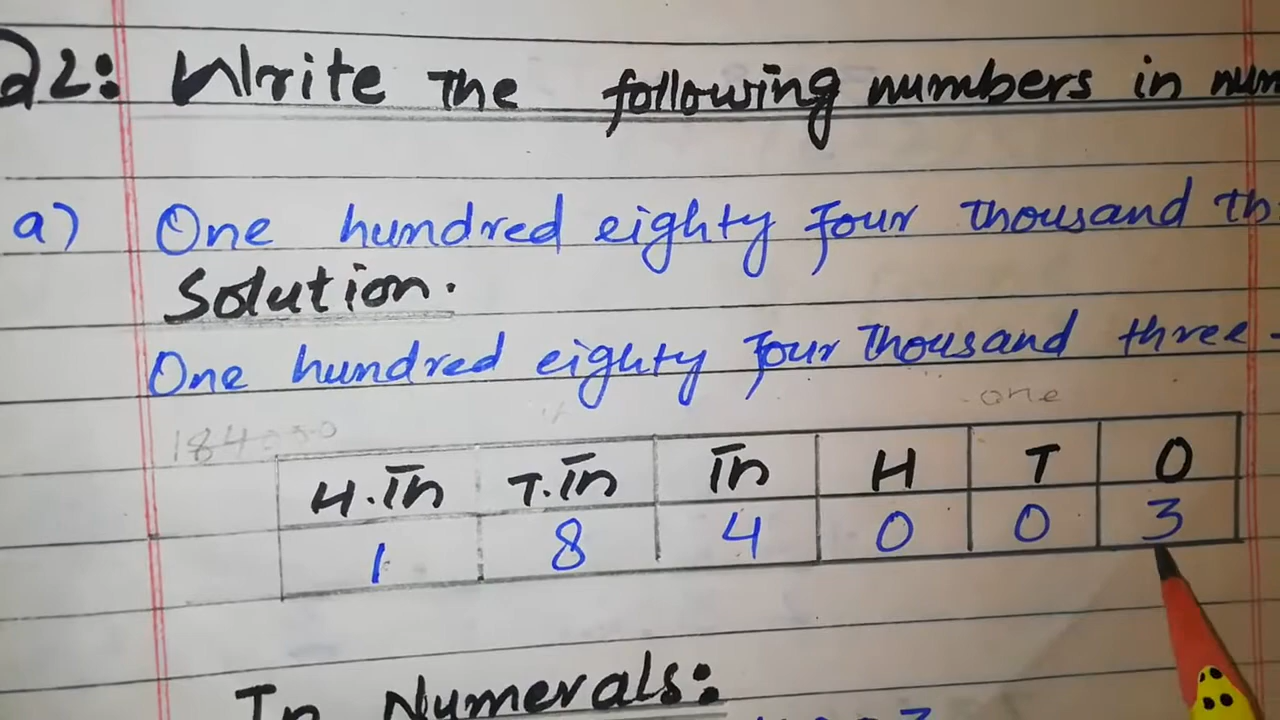 Q2: Write The following numbers in num
a) One hundred eighty four thousand th
Solution.
One hundred eighty four Thousand three
one
184
H.Th T.Th Th H T O
1 8 4 0 0 3
In Numerals: